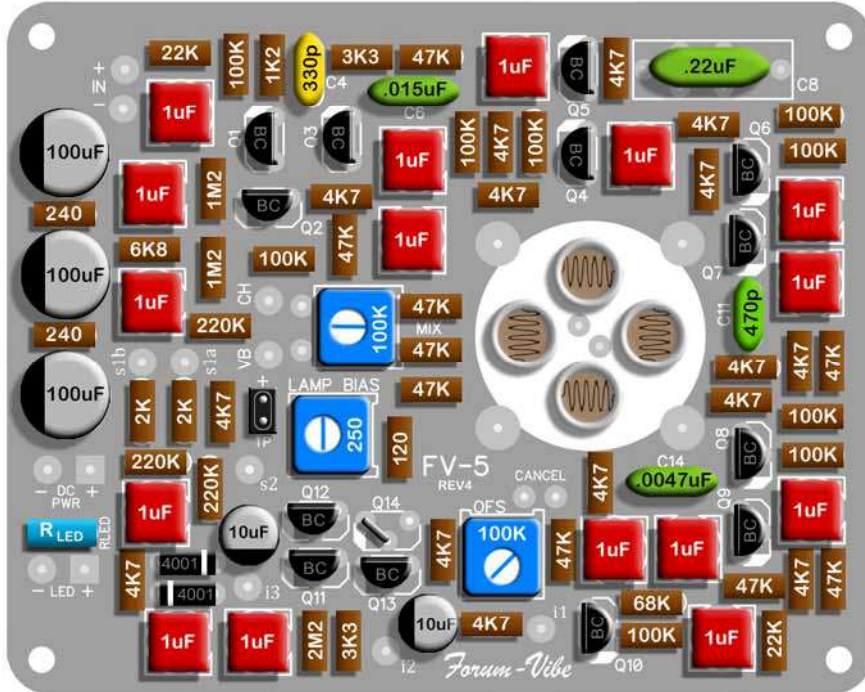 22K
100K
1K2
330p
C4
3K3
47K
1uF
BC
Q5
4K7
.22uF
C8
+
IN
-
1uF
.015uF
C6
100uF
Q1
BC
Q3
BC
1uF
100K
4K7
100K
BC
Q4
1uF
4K7
Q6
100K
100K
BC
4K7
1uF
1M2
BC
Q2
4K7
4K7
240
47K
1uF
BC
Q7
1uF
6K8
1M2
100K
100uF
1uF
220K
CH
VB
100K
47K
MIX
47K
47K
C11
470p
1uF
240
s1b
s1a
+
LAMP BIAS
4K7
4K7
4K7
47K
100uF
2K
2K
4K7
250
120
100K
Q8
BC
100K
220K
220K
s2
FV-5
REV4
CANCEL
C14
.0047uF
4K7
- DC +
PWR
1uF
10uF
Q12
BC
Q14
OFS
100K
4K7
47K
1uF
1uF
Q9
BC
1uF
R LED
RLED
4001
4001
BC
Q11
BC
Q13
4K7
- LED +
i3
47K
4K7
47K
1uF
1uF
2M2
3K3
10uF
4K7
i1
i2
BC
Q10
68K
100K
1uF
22K
Forum-Vibe